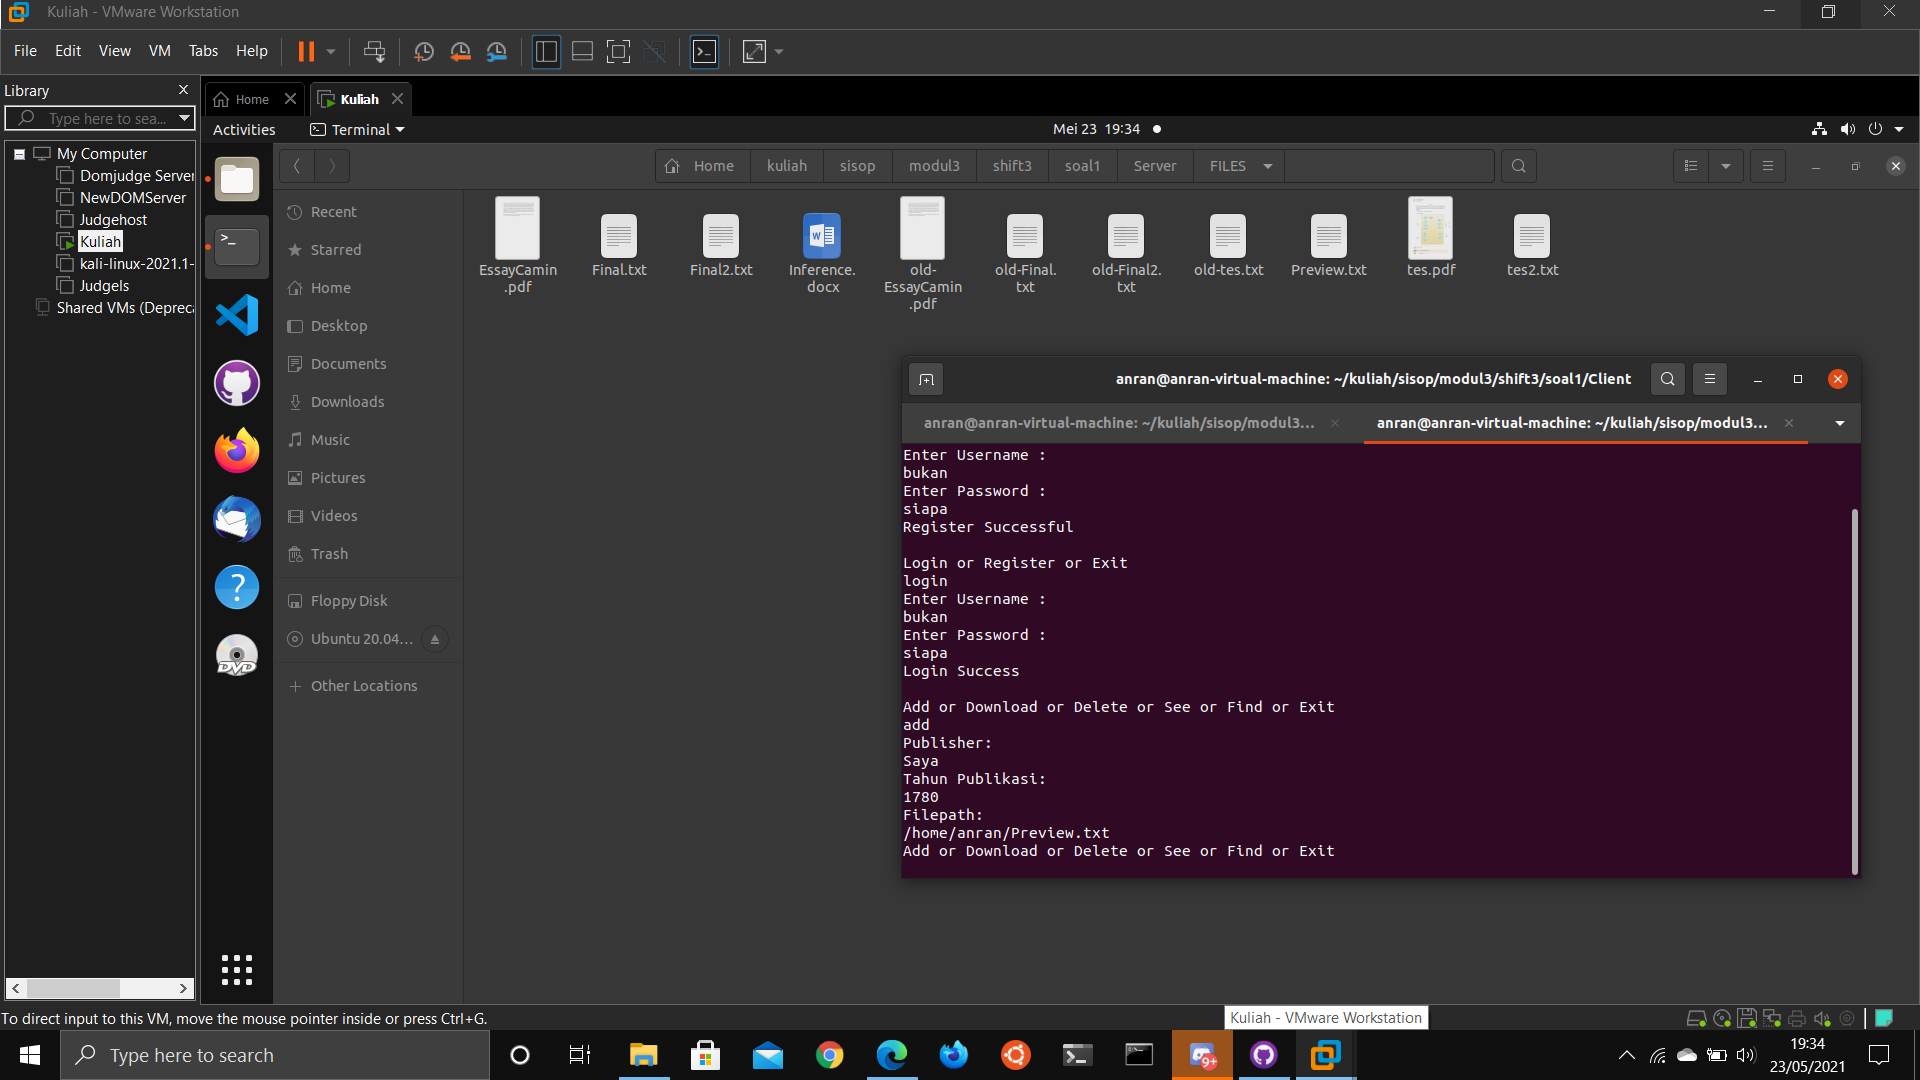 Kuliah - VMware Workstation
File Edit View VM Tabs Help
Library
Type here to sea...
My Computer
Domjudge Server
NewDOMServer
Judgehost
Kuliah
kali-linux-2021.1-
Judgels
Shared VMs (Depreca
Home
Kuliah
Activities
Terminal
Mei 23 19:34
Home kuliah sisop modul3 shift3 soal1 Server FILES
Recent
Starred
Home
Desktop
Documents
Downloads
Music
Pictures
Videos
Trash
Floppy Disk
Ubuntu 20.04...
Other Locations
EssayCamin
.pdf
Final.txt
Final2.txt
Inference.
docx
old-
EssayCamin
.pdf
old-Final.
txt
old-Final2.
txt
old-tes.txt
Preview.txt
tes.pdf
tes2.txt
anran@anran-virtual-machine: ~/kuliah/sisop/modul3/shift3/soal1/Client
anran@anran-virtual-machine: ~/kuliah/sisop/modul3...
anran@anran-virtual-machine: ~/kuliah/sisop/modul3...
Enter Username :
bukan
Enter Password :
siapa
Register Successful
Login or Register or Exit
login
Enter Username :
bukan
Enter Password :
siapa
Login Success
Add or Download or Delete or See or Find or Exit
add
Publisher:
Saya
Tahun Publikasi:
1780
Filepath:
/home/anran/Preview.txt
Add or Download or Delete or See or Find or Exit
DVD
To direct input to this VM, move the mouse pointer inside or press Ctrl+G.
Kuliah - VMware Workstation
Type here to search
9+
19:34
23/05/2021